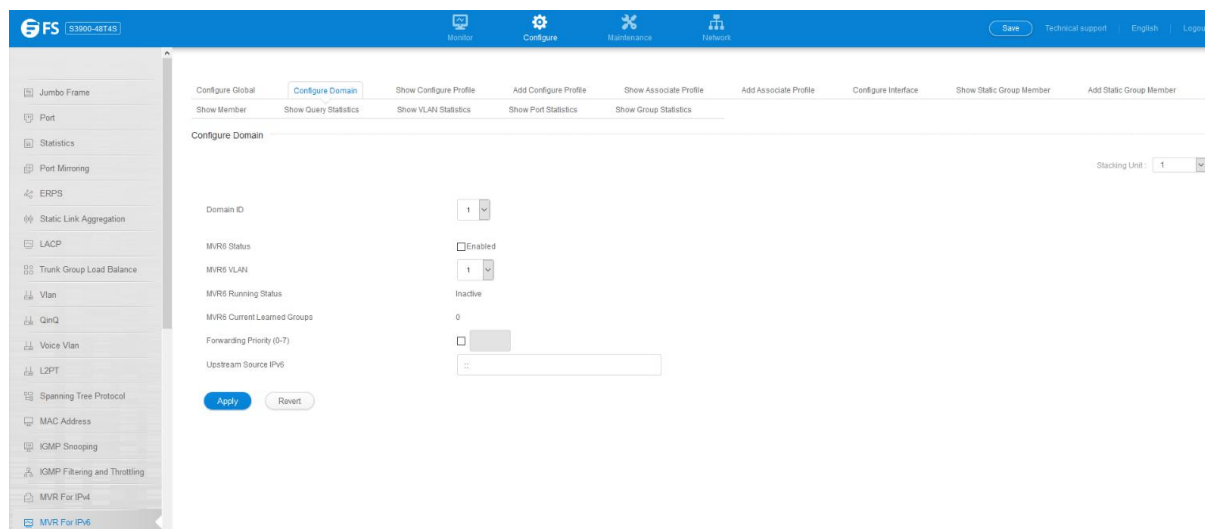 FS S3900-48T4S
Monitor
Configure
Maintenance
Network
Save
Technical support
English
Logou
Jumbo Frame
Port
Statistics
Port Mirroring
ERPS
Static Link Aggregation
LACP
Trunk Group Load Balance
Vlan
QinQ
Voice Vlan
L2PT
Spanning Tree Protocol
MAC Address
IGMP Snooping
IGMP Filtering and Throttling
MVR For IPv4
MVR For IPv6
Configure Global
Configure Domain
Show Configure Profile
Add Configure Profile
Show Associate Profile
Add Associate Profile
Configure Interface
Show Static Group Member
Add Static Group Member
Show Member
Show Query Statistics
Show VLAN Statistics
Show Port Statistics
Show Group Statistics
Configure Domain
Stacking Unit : 1
Domain ID 1
MVR6 Status Enabled
MVR6 VLAN 1
MVR6 Running Status Inactive
MVR6 Current Learned Groups 0
Forwarding Priority (0-7)
Upstream Source IPv6 ::
Apply
Revert